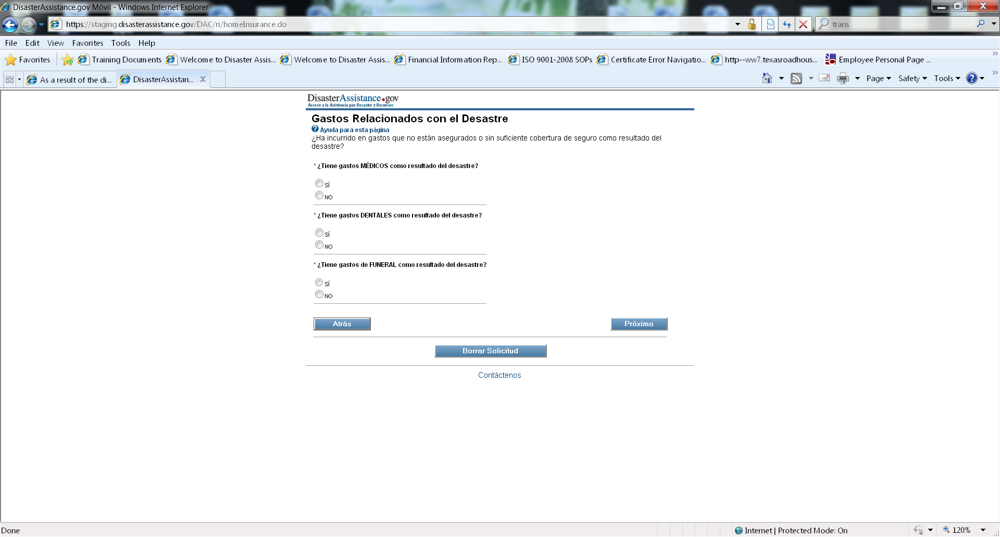 DisasterAssistance.gov Móvil - Windows Internet Explorer
https://staging.disasterassistance.gov/DAC/ri/homeInsurance.do
trans
File Edit View Favorites Tools Help
Favorites Training Documents Welcome to Disaster Assis... Welcome to Disaster Assis... Financial Information Rep... ISO 9001-2008 SOPs Certificate Error Navigatio... http--ww7.texasroadhous... Employee Personal Page ...
As a result of the di... DisasterAssistan... Page Safety Tools
DisasterAssistance.gov
Acceso a la Asistencia por Desastre y Recursos
Gastos Relacionados con el Desastre
Ayuda para esta página
¿Ha incurrido en gastos que no están asegurados o sin suficiente cobertura de seguro como resultado del
desastre?
* ¿Tiene gastos MÉDICOS como resultado del desastre?
SÍ
NO
* ¿Tiene gastos DENTALES como resultado del desastre?
SÍ
NO
* ¿Tiene gastos de FUNERAL como resultado del desastre?
SÍ
NO
Atrás Próximo
Borrar Solicitud
Contáctenos
Done Internet | Protected Mode: On 120%